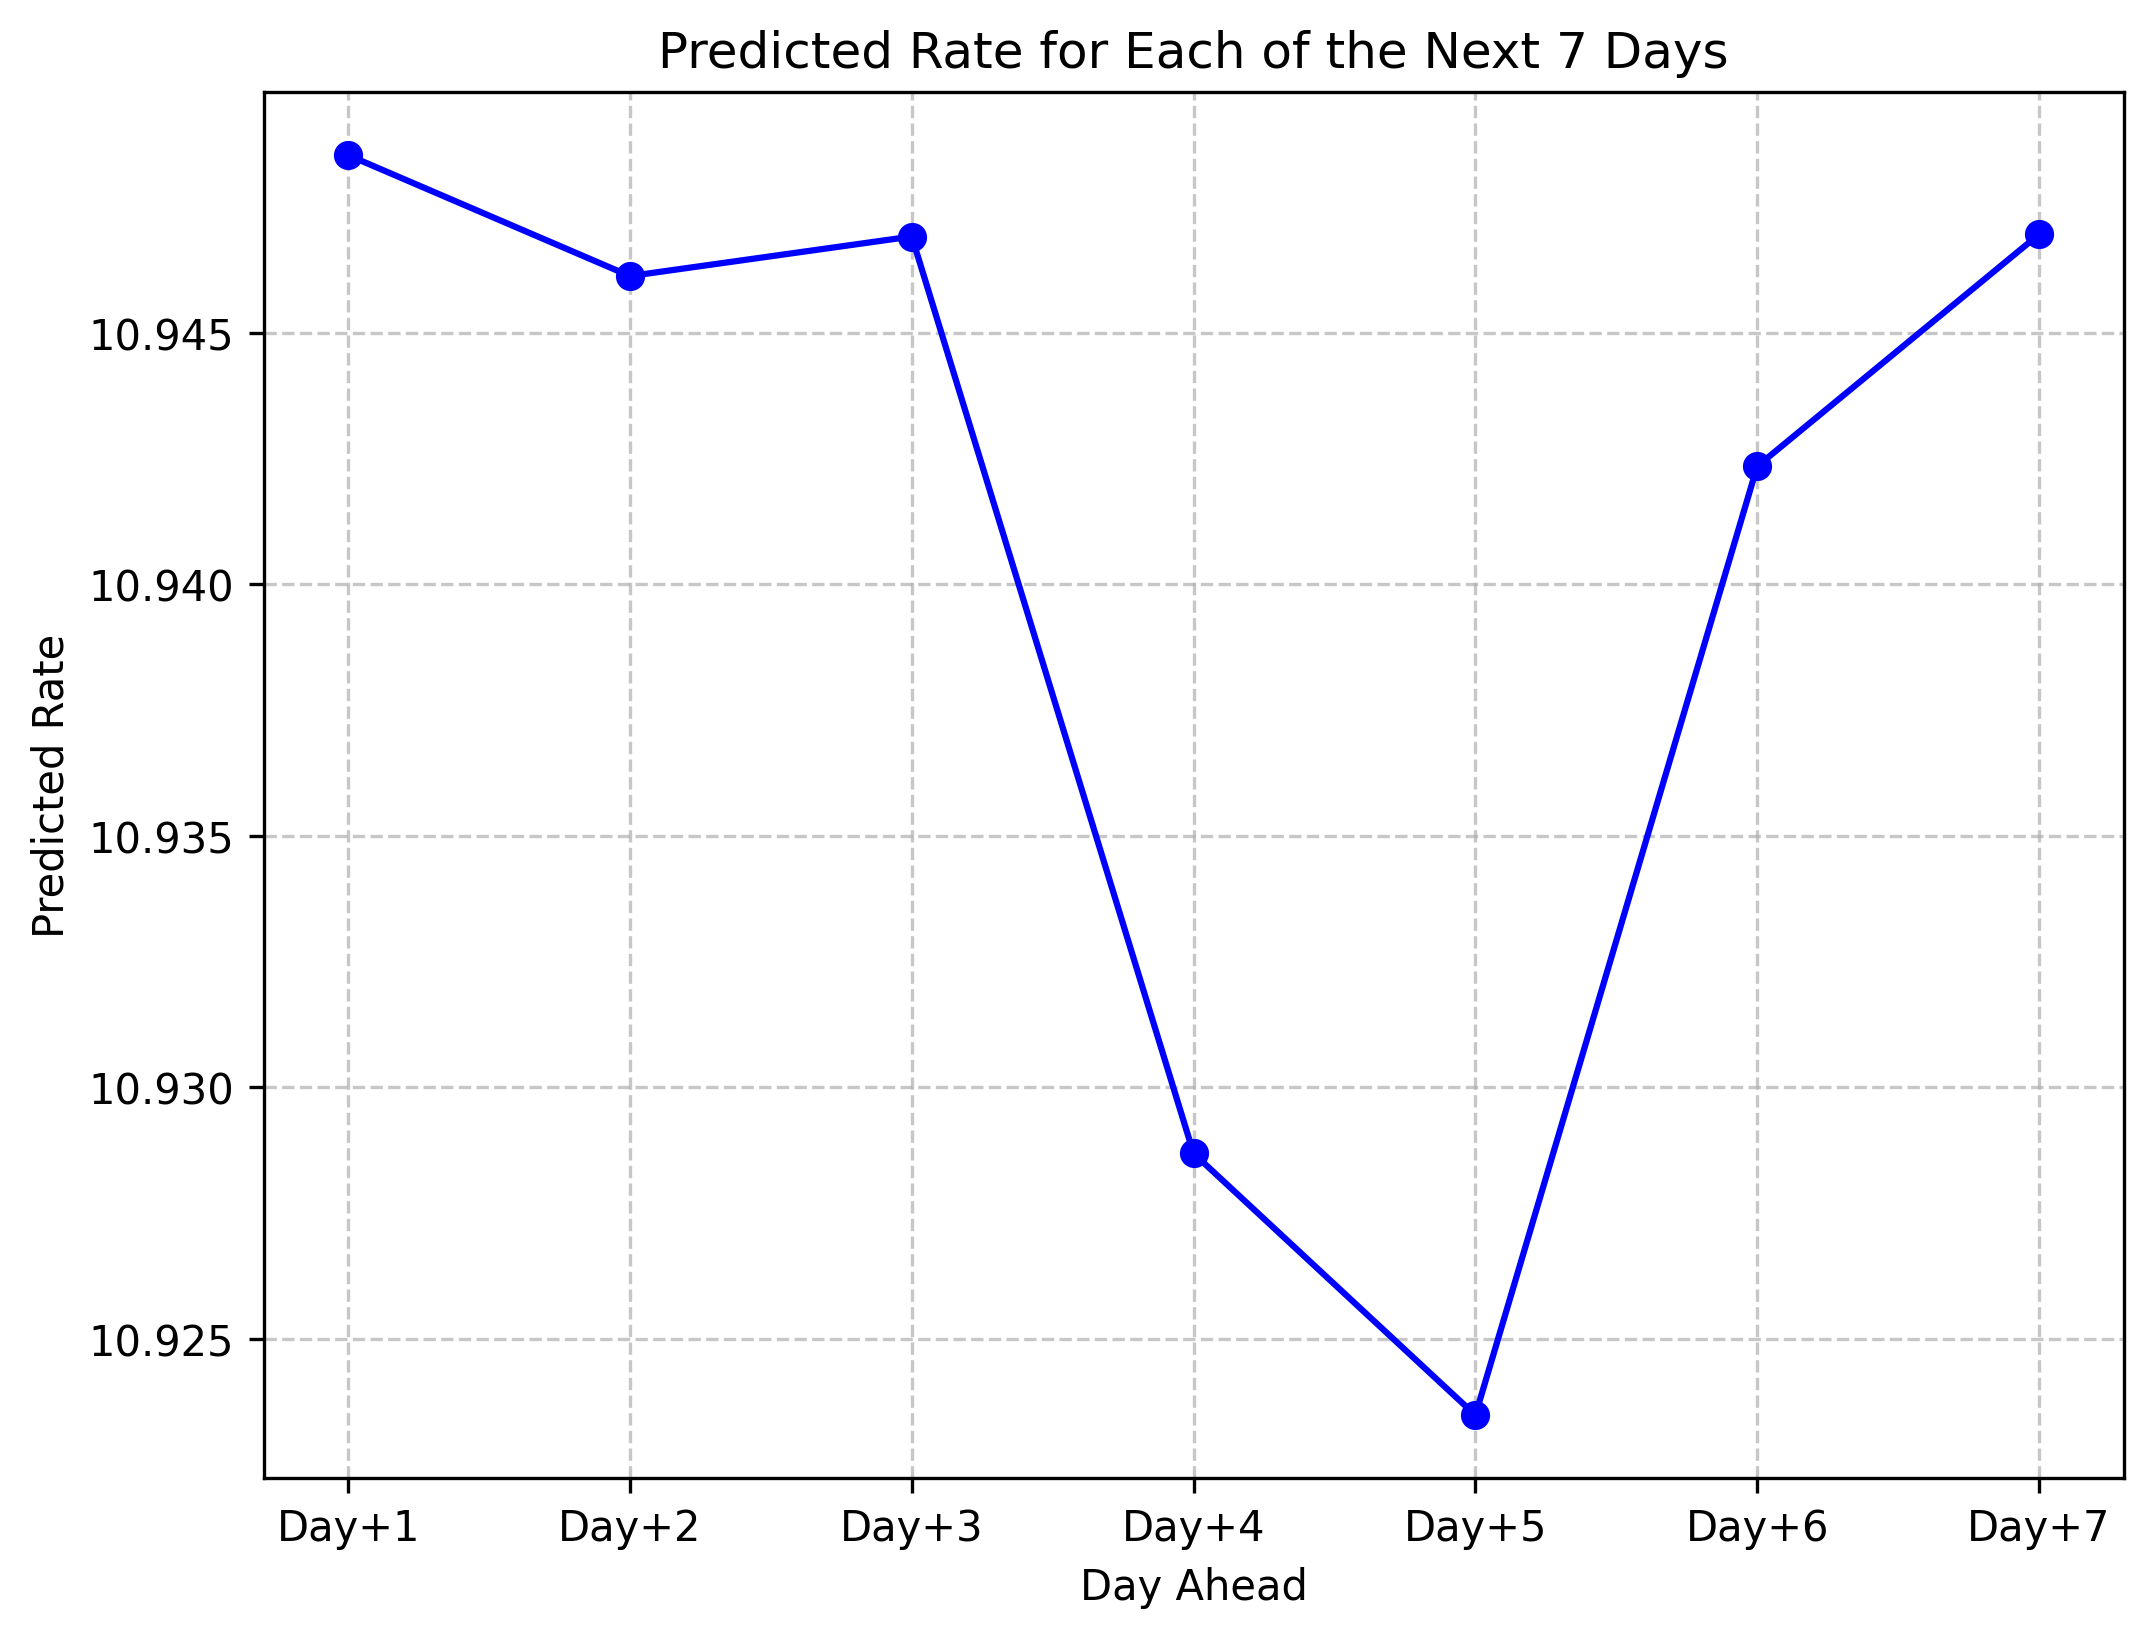 Predicted Rate for Each of the Next 7 Days
Predicted Rate
10.945
10.940
10.935
10.930
10.925
Day+1 Day+2 Day+3 Day+4 Day+5 Day+6 Day+7
Day Ahead